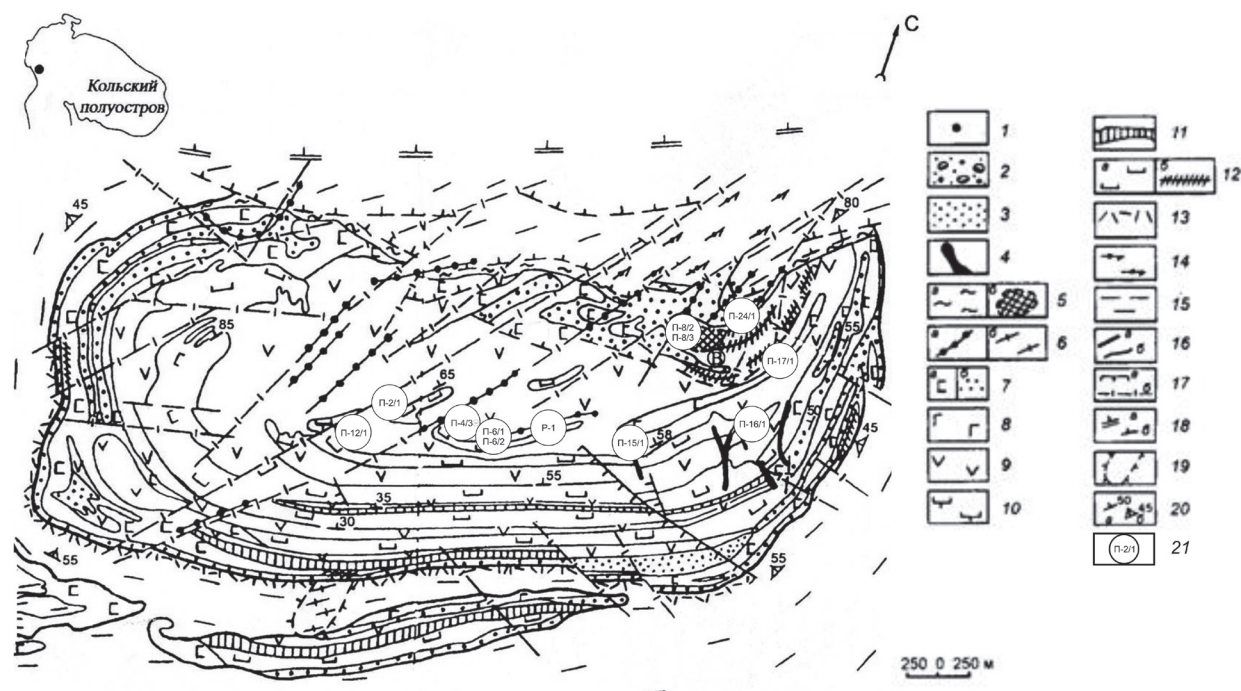 С
Кольский
полуостров
45
80
85
65
55
П-8/2
П-8/3
П-24/1
В
П-17/1
П-2/1
П-12/1
П-4/3
П-6/1
П-6/2
Р-1
П-15/1
58
П-16/1
50
45
55
35
30
55
55
250 0 250 м
1
2
3
4
а б 5
а б 6
а б 7
8
9
10
11
а б 12
13
14
15
а б 16
а б 17
а б 18
19
50 а 45 б 20
П-2/1 21